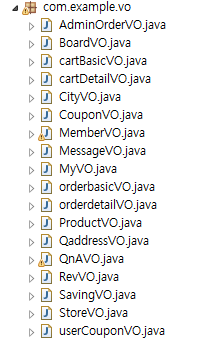 com.example.vo
AdminOrderVO.java
BoardVO.java
cartBasicVO.java
cartDetailVO.java
CityVO.java
CouponVO.java
MemberVO.java
MessageVO.java
MyVO.java
orderbasicVO.java
orderdetailVO.java
ProductVO.java
QaddressVO.java
QnAVO.java
RevVO.java
SavingVO.java
StoreVO.java
userCouponVO.java